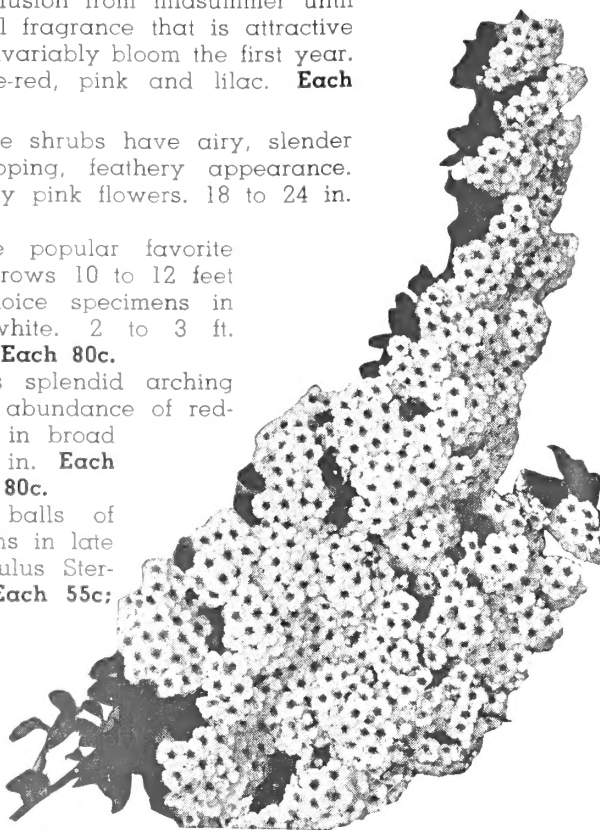 fusion from midsummer until
l fragrance that is attractive
variably bloom the first year.
e-red, pink and lilac. Each
e shrubs have airy, slender
pping, feathery appearance.
y pink flowers. 18 to 24 in.
e popular favorite
rows 10 to 12 feet
oice specimens in
white. 2 to 3 ft.
Each 80c.
s splendid arching
abundance of red-
in broad
in. Each
80c.
balls of
ns in late
ulus Ster-
Each 55c;